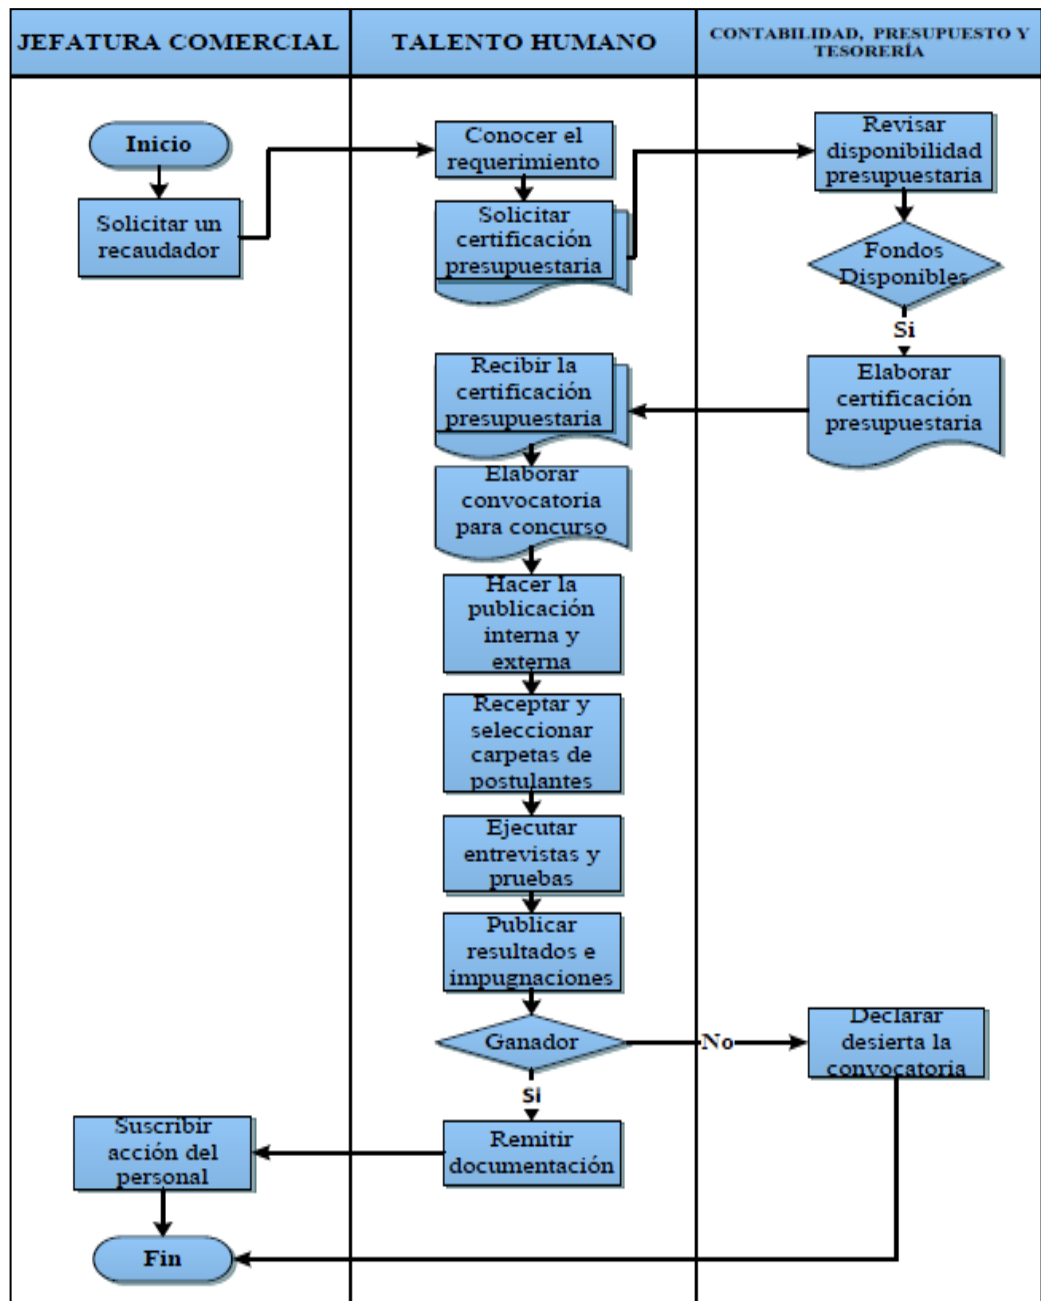 JEFATURA COMERCIAL
TALENTO HUMANO
CONTABILIDAD, PRESUPUESTO Y
TESORERÍA
Inicio
Solicitar un
recaudador
Conocer el
requerimiento
Solicitar
certificación
presupuestaria
Revisar
disponibilidad
presupuestaria
Fondos
Disponibles
Si
Elaborar
certificación
presupuestaria
Recibir la
certificación
presupuestaria
Elaborar
convocatoria
para concurso
Hacer la
publicación
interna y
externa
Receptar y
seleccionar
carpetas de
postulantes
Ejecutar
entrevistas y
pruebas
Publicar
resultados e
impugnaciones
Ganador
No
Declarar
desierta la
convocatoria
Si
Remitir
documentación
Suscribir
acción del
personal
Fin